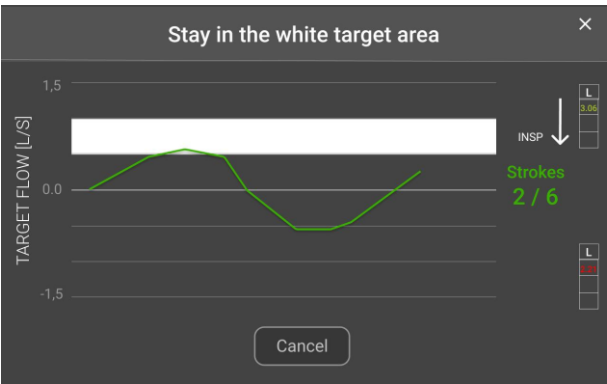 Stay in the white target area
×
1,5
L
3.06
INSP
TARGET FLOW [L/S]
Strokes
0.0
2 / 6
L
-1,5
Cancel